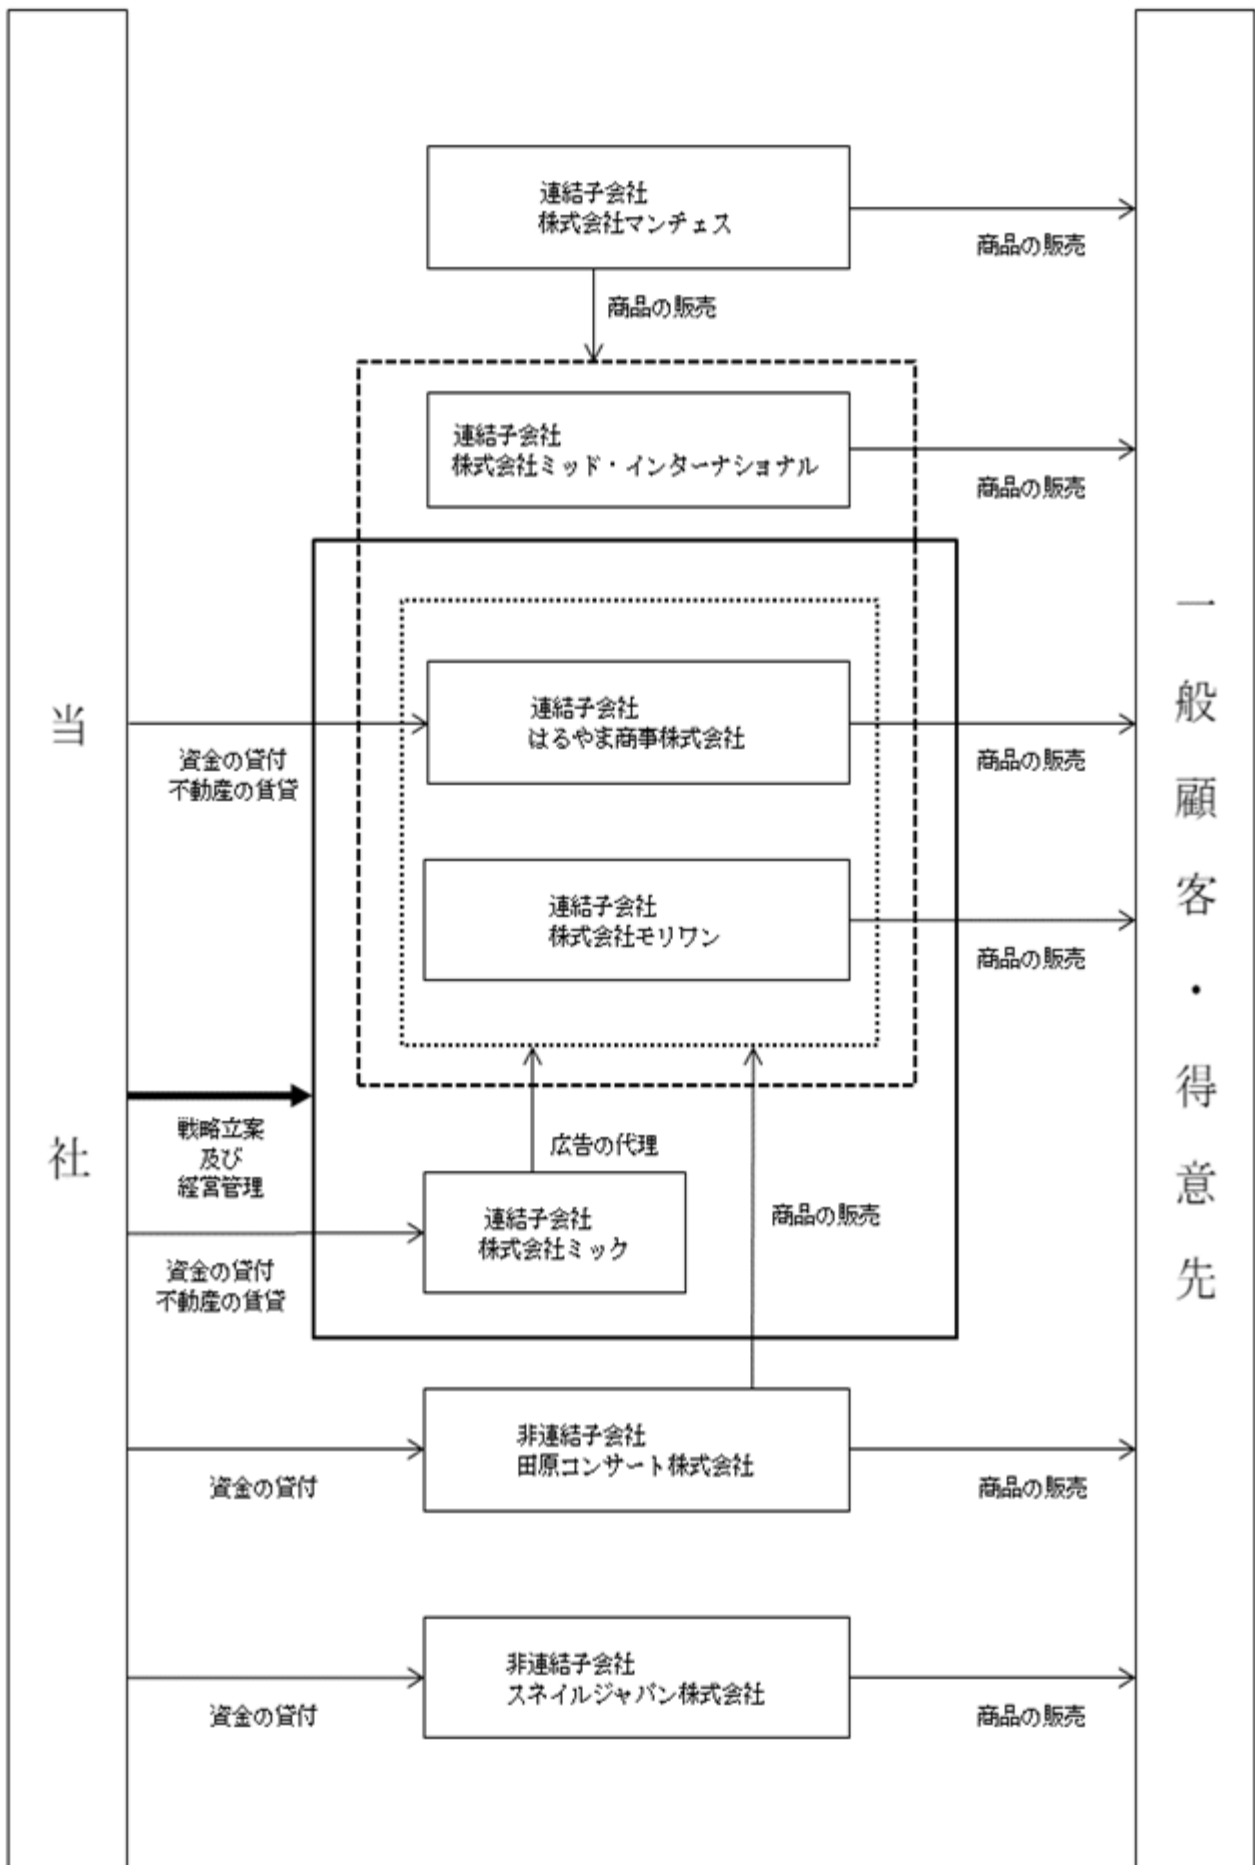 当社
一般顧客・得意先
連結子会社
株式会社マンチェス
商品の販売
商品の販売
連結子会社
株式会社ミッド・インターナショナル
商品の販売
連結子会社
はるやま商事株式会社
資金の貸付
不動産の賃貸
商品の販売
連結子会社
株式会社モリワン
商品の販売
戦略立案
及び
経営管理
広告の代理
連結子会社
株式会社ミック
商品の販売
資金の貸付
不動産の賃貸
非連結子会社
田原コンサート株式会社
資金の貸付
商品の販売
非連結子会社
スネイルジャパン株式会社
資金の貸付
商品の販売